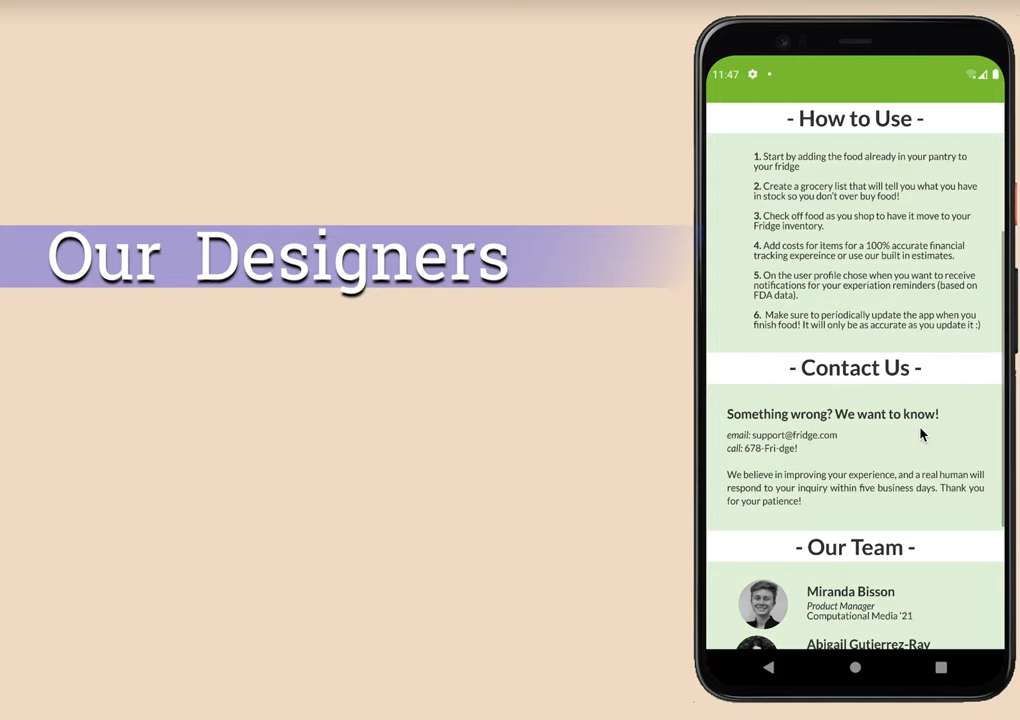 Our Designers
11:47
- How to Use -
1. Start by adding the food already in your pantry to
your fridge
2. Create a grocery list that will tell you what you have
in stock so you don't over buy food!
3. Check off food as you shop to have it move to your
Fridge inventory.
4. Add costs for items for a 100% accurate financial
tracking expereince or use our built in estimates.
5. On the user profile chose when you want to receive
notifications for your experiation reminders (based on
FDA data).
6. Make sure to periodically update the app when you
finish food! It will only be as accurate as you update it :)
- Contact Us -
Something wrong? We want to know!
email: support@fridge.com
call: 678-Fri-dge!
We believe in improving your experience, and a real human will
respond to your inquiry within five business days. Thank you
for your patience!
- Our Team -
Miranda Bisson
Product Manager
Computational Media '21
Abigail Gutierrez-Ray